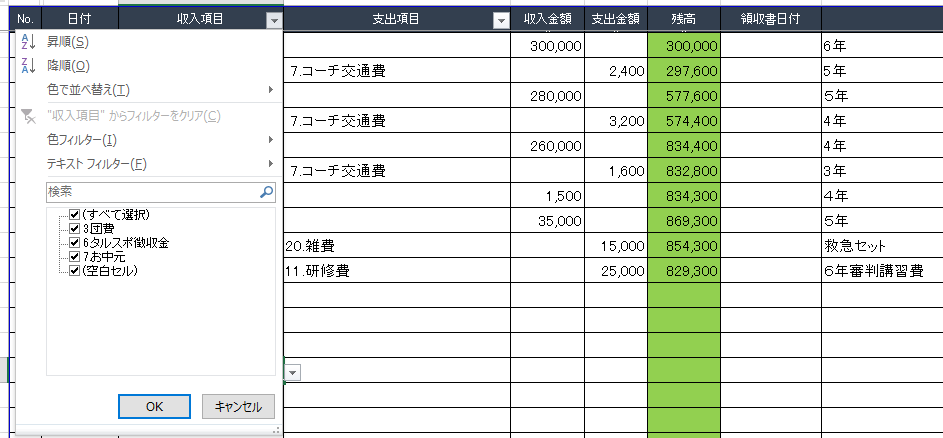 No. 日付 収入項目 支出項目 収入金額 支出金額 残高 領収書日付
300,000 300,000 6年
7.コーチ交通費 2,400 297,600 5年
280,000 577,600 5年
7.コーチ交通費 3,200 574,400 4年
260,000 834,400 4年
7.コーチ交通費 1,600 832,800 3年
1,500 834,300 4年
35,000 869,300 5年
20.雑費 15,000 854,300 救急セット
11.研修費 25,000 829,300 6年審判講習費
昇順(S)
降順(O)
色で並べ替え(T)
"収入項目" からフィルターをクリア(C)
色フィルター(I)
テキスト フィルター(F)
検索
(すべて選択)
3団費
6タルスポ徴収金
7お中元
(空白セル)
OK キャンセル